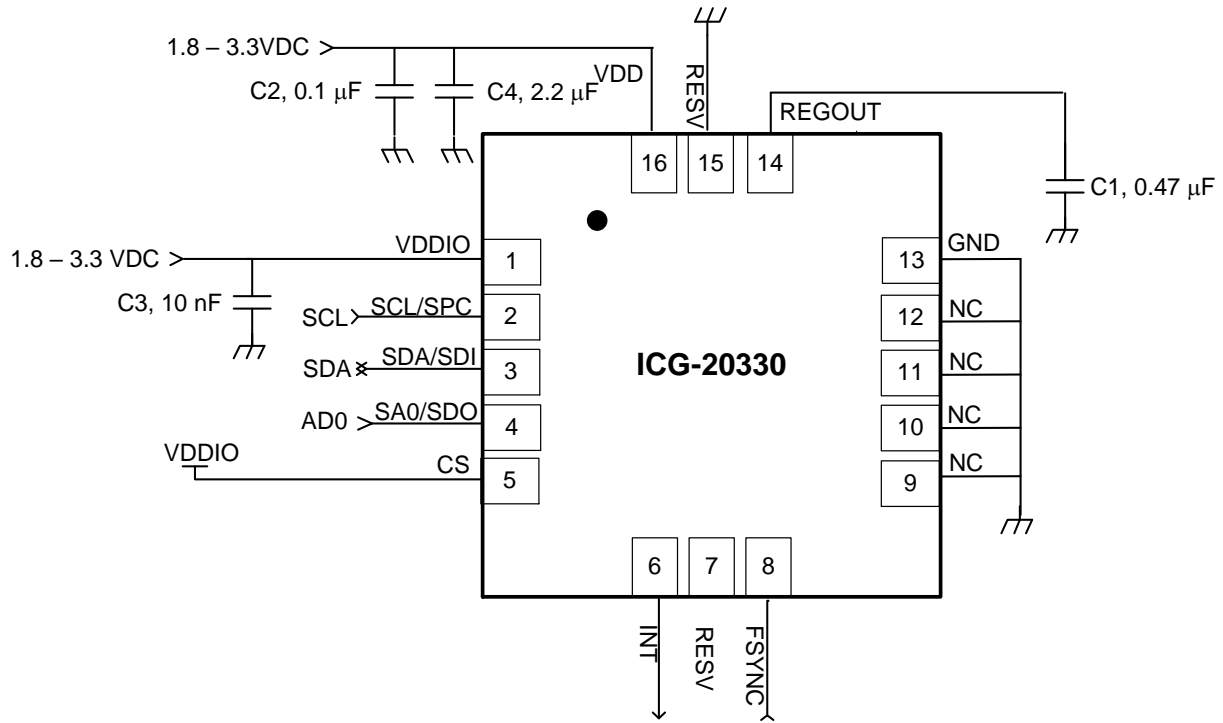 1.8 – 3.3VDC
C2, 0.1 μF
C4, 2.2 μF
VDD
RESV
REGOUT
C1, 0.47 μF
16
15
14
1.8 – 3.3 VDC
VDDIO
C3, 10 nF
1
SCL
SCL/SPC
2
SDA
SDA/SDI
3
AD0
SA0/SDO
4
VDDIO
CS
5
ICG-20330
13
GND
12
NC
11
NC
10
NC
9
NC
6
7
8
INT
RESV
FSYNC